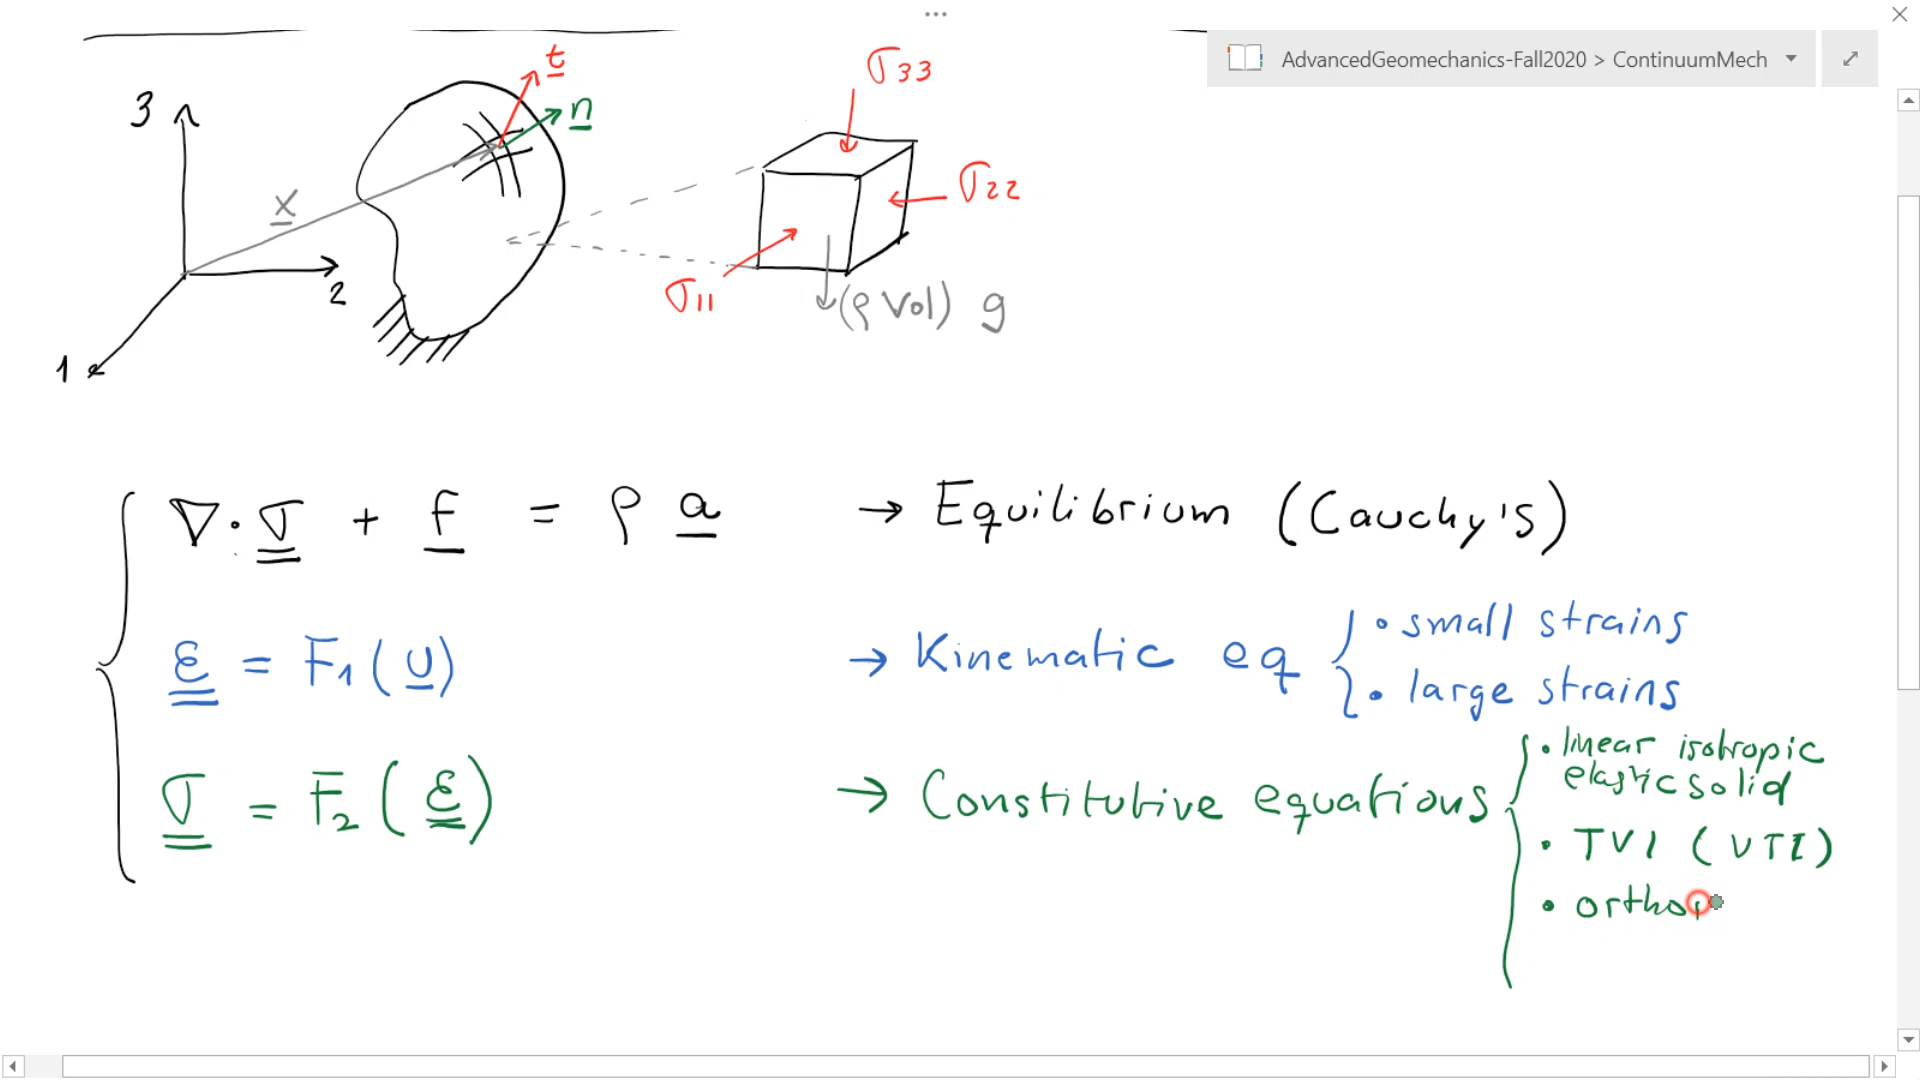 AdvancedGeomechanics-Fall2020 > ContinuumMech
t
n
3
x
2
1
σ33
σ22
σ11
(ρ Vol) g
∇·σ + f = ρ a → Equilibrium (Cauchy's)
ε = F1(u) → Kinematic eq
• small strains
• large strains
σ = F2(ε) → Constitutive equations
• linear isotropic
elastic solid
• TVI (VTI)
• orthor